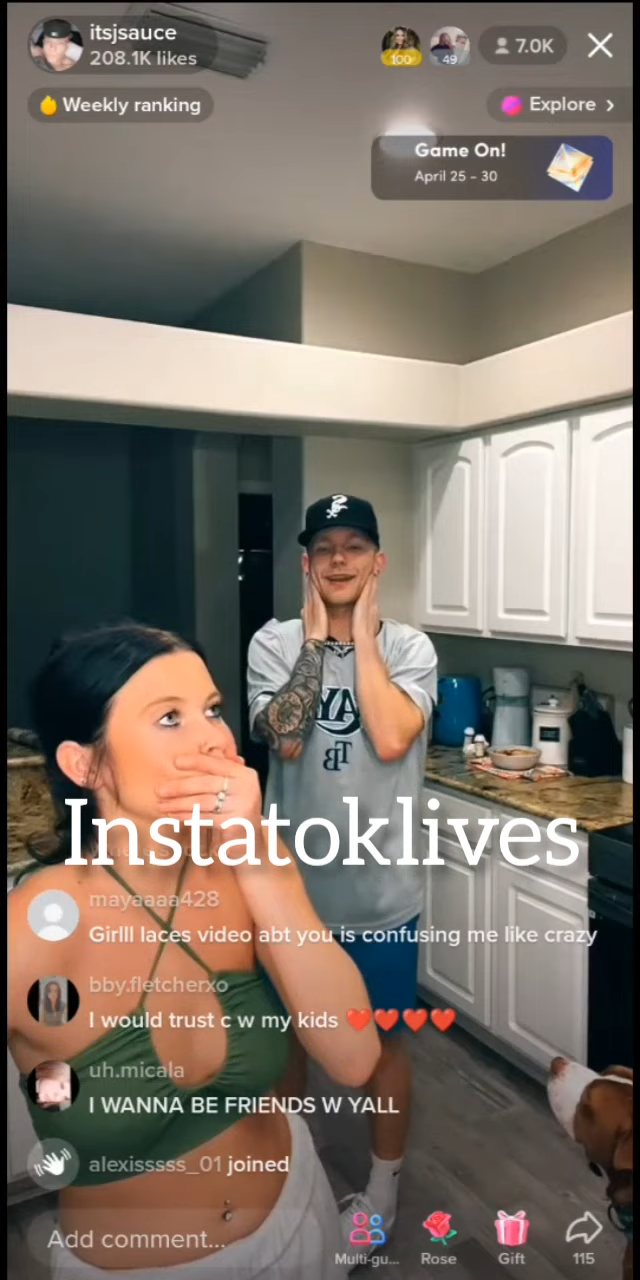 itsjsauce
208.1K likes
100
49
7.0K
Weekly ranking
Explore >
Game On!
April 25 - 30
Instatoklives
mayaaaa428
Girlll laces video abt you is confusing me like crazy
bby.fletcherxo
I would trust c w my kids ❤️❤️❤️❤️
uh.micala
I WANNA BE FRIENDS W YALL
alexisssss_01 joined
Add comment...
Multi-gu...
Rose
Gift
115